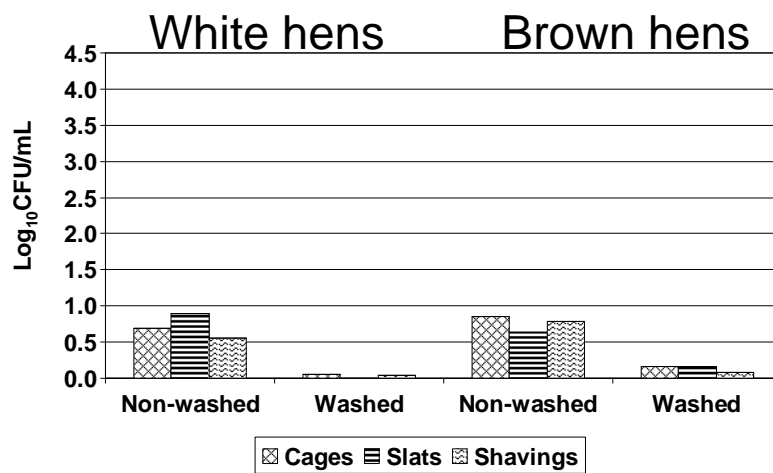 White hens Brown hens
4.5
4.0
3.5
3.0
2.5
2.0
1.5
1.0
0.5
0.0
Log₁₀CFU/mL
Non-washed Washed Non-washed Washed
Cages Slats Shavings